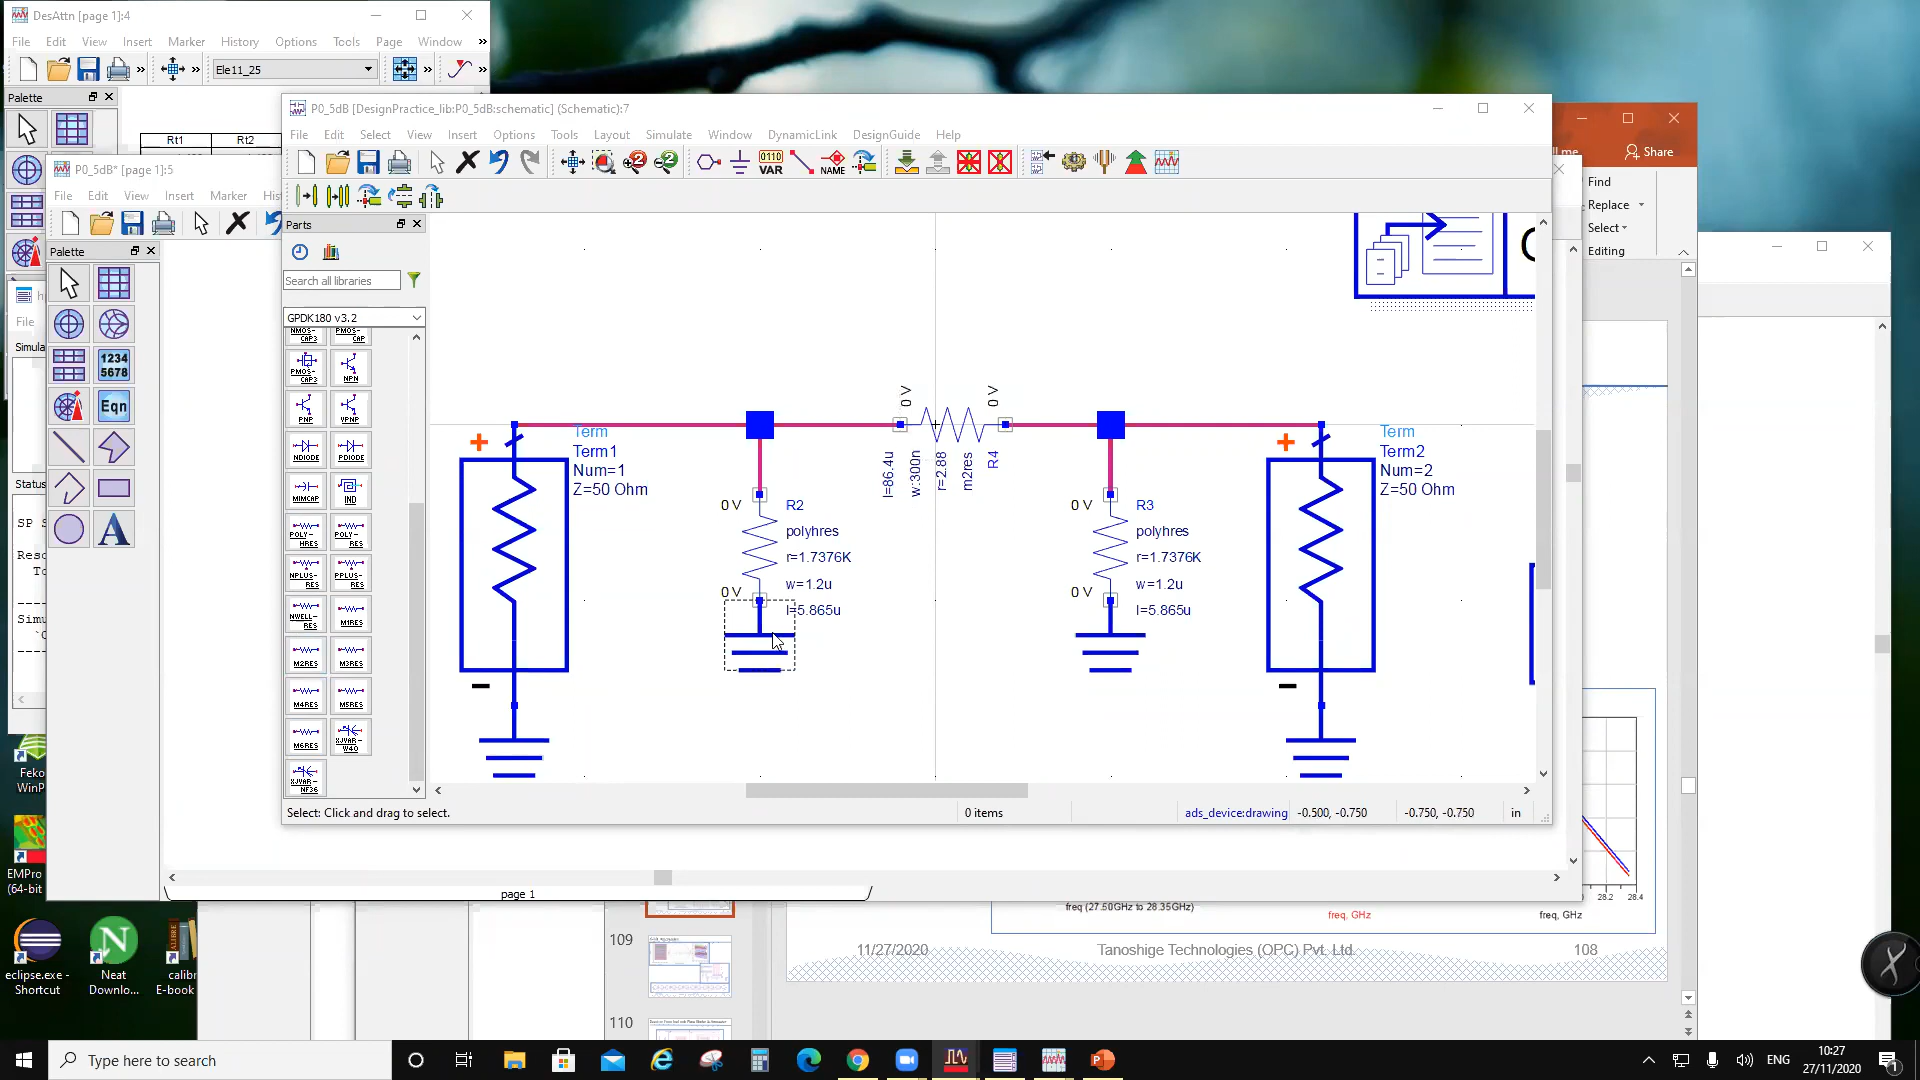 DesAttn [page 1]:4
File Edit View Insert Marker History Options Tools Page Window »
» » Ele11_25 » »
Palette
Rt1 Rt2
P0_5dB* [page 1]:5
File Edit View Insert Marker
Palette
1234
5678
Eqn
File
Status
SP S
P0_5dB [DesignPractice_lib:P0_5dB:schematic] (Schematic):7
File Edit Select View Insert Options Tools Layout Simulate Window DynamicLink DesignGuide Help
0110
VAR
NAME
Parts
Search all libraries
GPDK180 v3.2
NMOS-
CAP3
PMOS-
CAP
PMOS-
CAP3
NPN
PNP
VPNP
NDIODE
PDIODE
MIMCAP
IND
POLY-
HRES
POLY-
RES
NPLUS-
RES
PPLUS-
RES
NWELL-
RES
M1RES
M2RES
M3RES
M4RES
M5RES
M6RES
XJVAR-
W40
XJVAR-
NF36
+
Term
Term1
Num=1
Z=50 Ohm
0 V
R2
polyhres
r=1.7376K
w=1.2u
l=5.865u
0 V
0 V
0 V
l=86.4u
w:300n
r=2.88
m2res
R4
0 V
R3
polyhres
r=1.7376K
w=1.2u
l=5.865u
0 V
+
Term
Term2
Num=2
Z=50 Ohm
Select: Click and drag to select.
0 items
ads_device:drawing
-0.500, -0.750
-0.750, -0.750
in
page 1
Share
Find
Replace
Select
Editing
28.2 28.4
freq (27.50GHz to 28.35GHz)
freq, GHz
freq, GHz
11/27/2020
Tanoshige Technologies (OPC) Pvt. Ltd.
108
109
110
Feko
WinP
EMPro
(64-bit
eclipse.exe -
Shortcut
Neat
Downlo...
calibr
E-book
Type here to search
ENG
10:27
27/11/2020
1